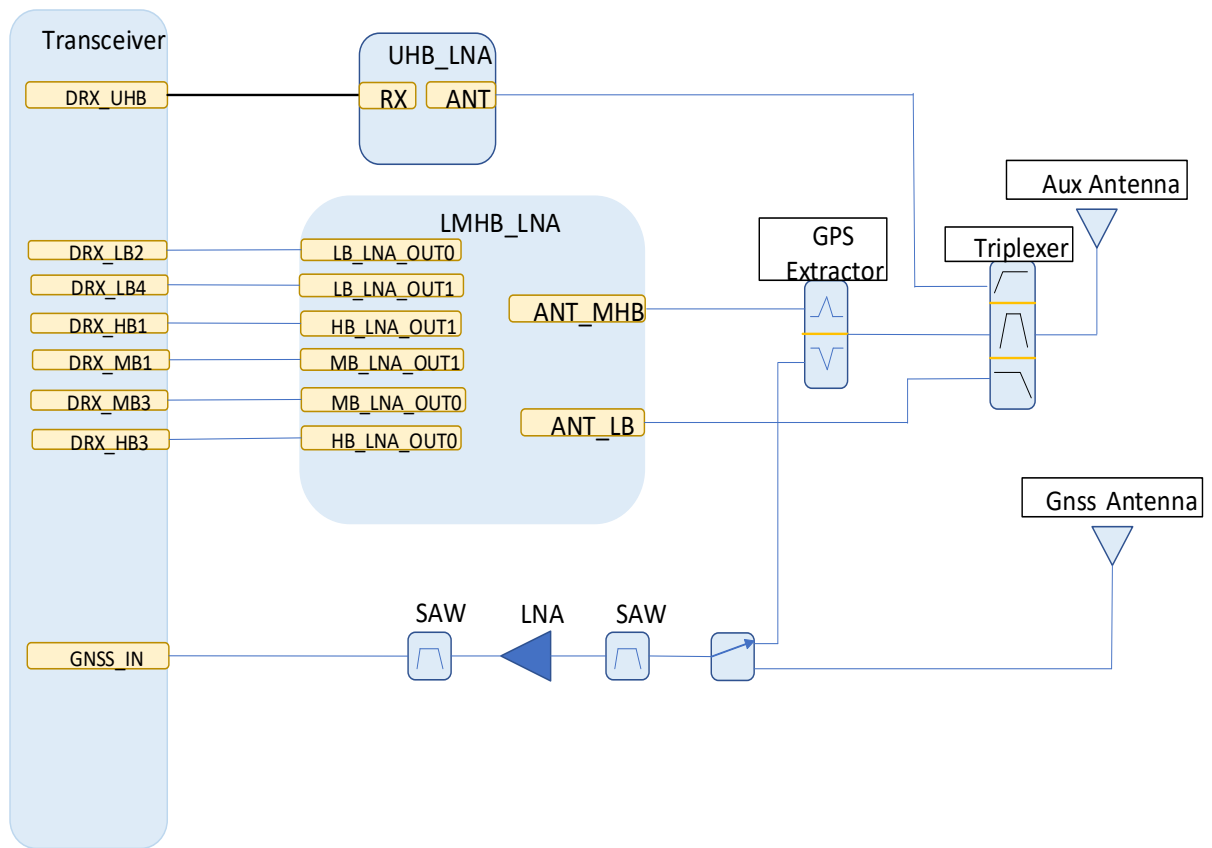 Transceiver
UHB_LNA
DRX_UHB
RX
ANT
Aux Antenna
LMHB_LNA
GPS
Extractor
Triplexer
DRX_LB2
LB_LNA_OUT0
DRX_LB4
LB_LNA_OUT1
ANT_MHB
DRX_HB1
HB_LNA_OUT1
DRX_MB1
MB_LNA_OUT1
DRX_MB3
MB_LNA_OUT0
ANT_LB
DRX_HB3
HB_LNA_OUT0
Gnss Antenna
SAW
LNA
SAW
GNSS_IN